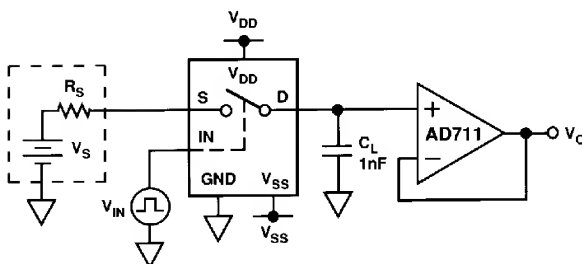 VDD
VDD
RS
S
D
VS
IN
CL
1nF
+
AD711
−
VO
GND
VSS
VIN
VSS